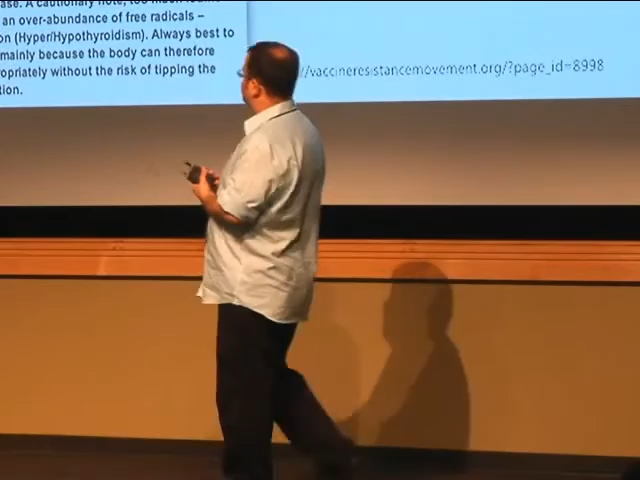 ase. A cautionary note, too much
an over-abundance of free radicals –
on (Hyper/Hypothyroidism). Always best to
mainly because the body can therefore
opriately without the risk of tipping the
tion.
//vaccineresistancemovement.org/?page_id=8998